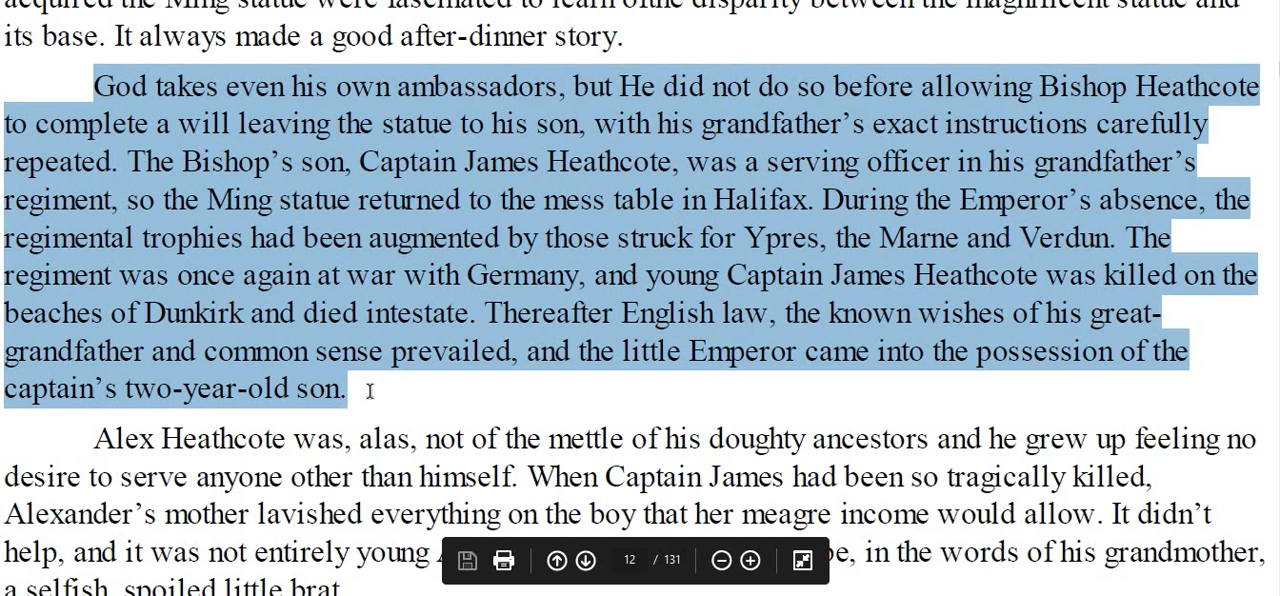 acquired the Ming statue were fascinated to learn ofthe disparity between the magnificent statue and
its base. It always made a good after-dinner story.
God takes even his own ambassadors, but He did not do so before allowing Bishop Heathcote
to complete a will leaving the statue to his son, with his grandfather’s exact instructions carefully
repeated. The Bishop’s son, Captain James Heathcote, was a serving officer in his grandfather’s
regiment, so the Ming statue returned to the mess table in Halifax. During the Emperor’s absence, the
regimental trophies had been augmented by those struck for Ypres, the Marne and Verdun. The
regiment was once again at war with Germany, and young Captain James Heathcote was killed on the
beaches of Dunkirk and died intestate. Thereafter English law, the known wishes of his great-
grandfather and common sense prevailed, and the little Emperor came into the possession of the
captain’s two-year-old son.
Alex Heathcote was, alas, not of the mettle of his doughty ancestors and he grew up feeling no
desire to serve anyone other than himself. When Captain James had been so tragically killed,
Alexander’s mother lavished everything on the boy that her meagre income would allow. It didn’t
help, and it was not entirely young in the words of his grandmother,
a selfish, spoiled little brat.
12 / 131